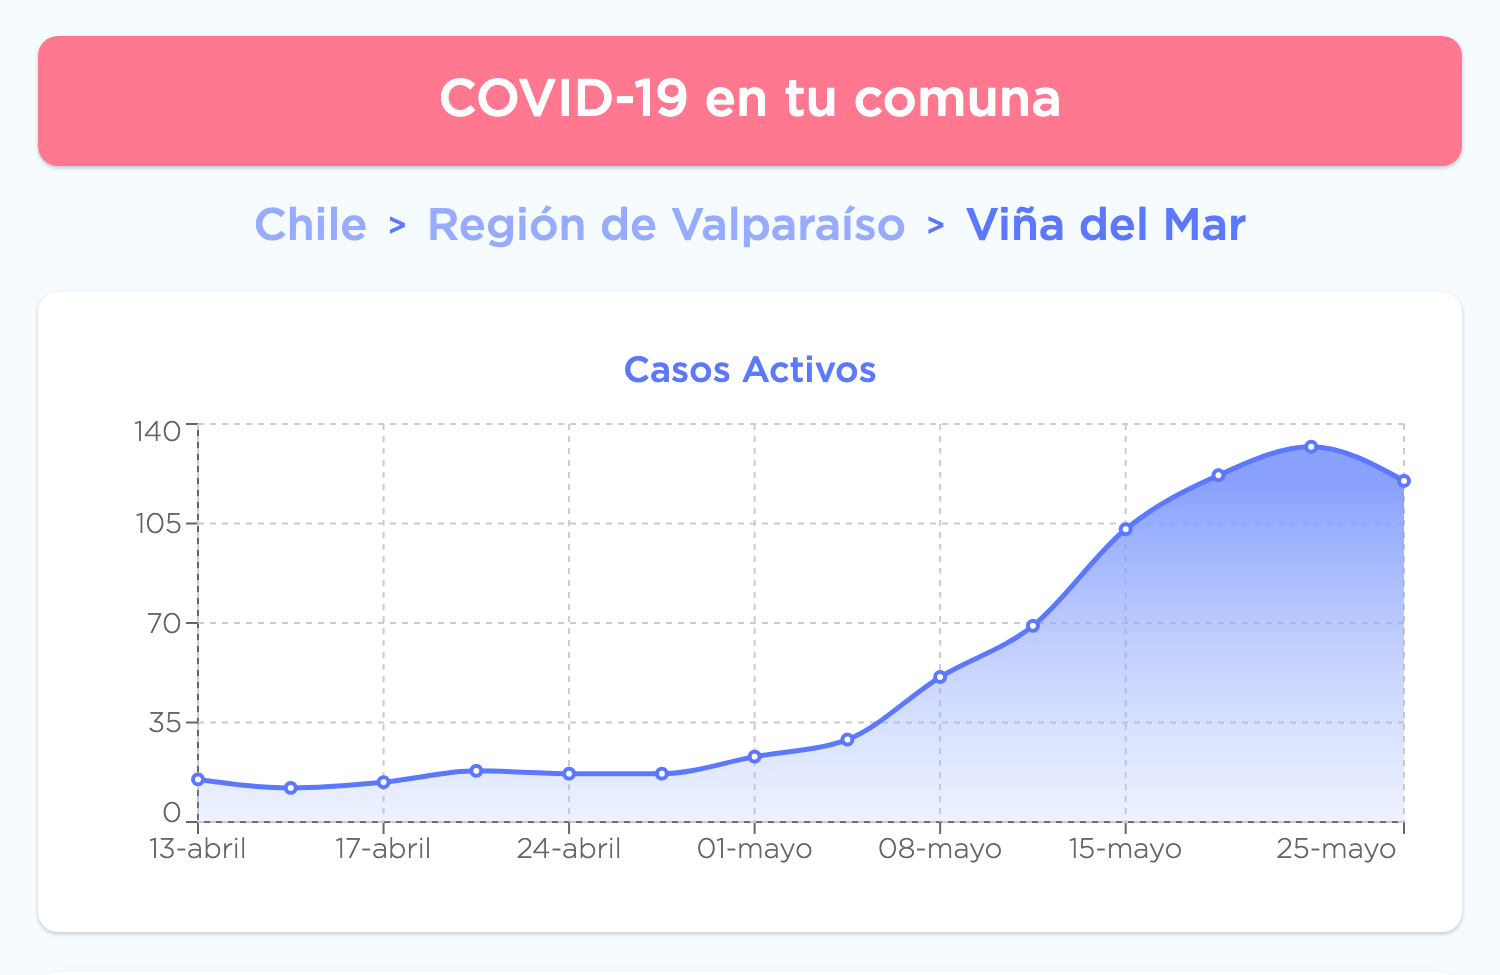 COVID-19 en tu comuna
Chile > Región de Valparaíso > Viña del Mar
Casos Activos
140
105
70
35
0
13-abril 17-abril 24-abril 01-mayo 08-mayo 15-mayo 25-mayo